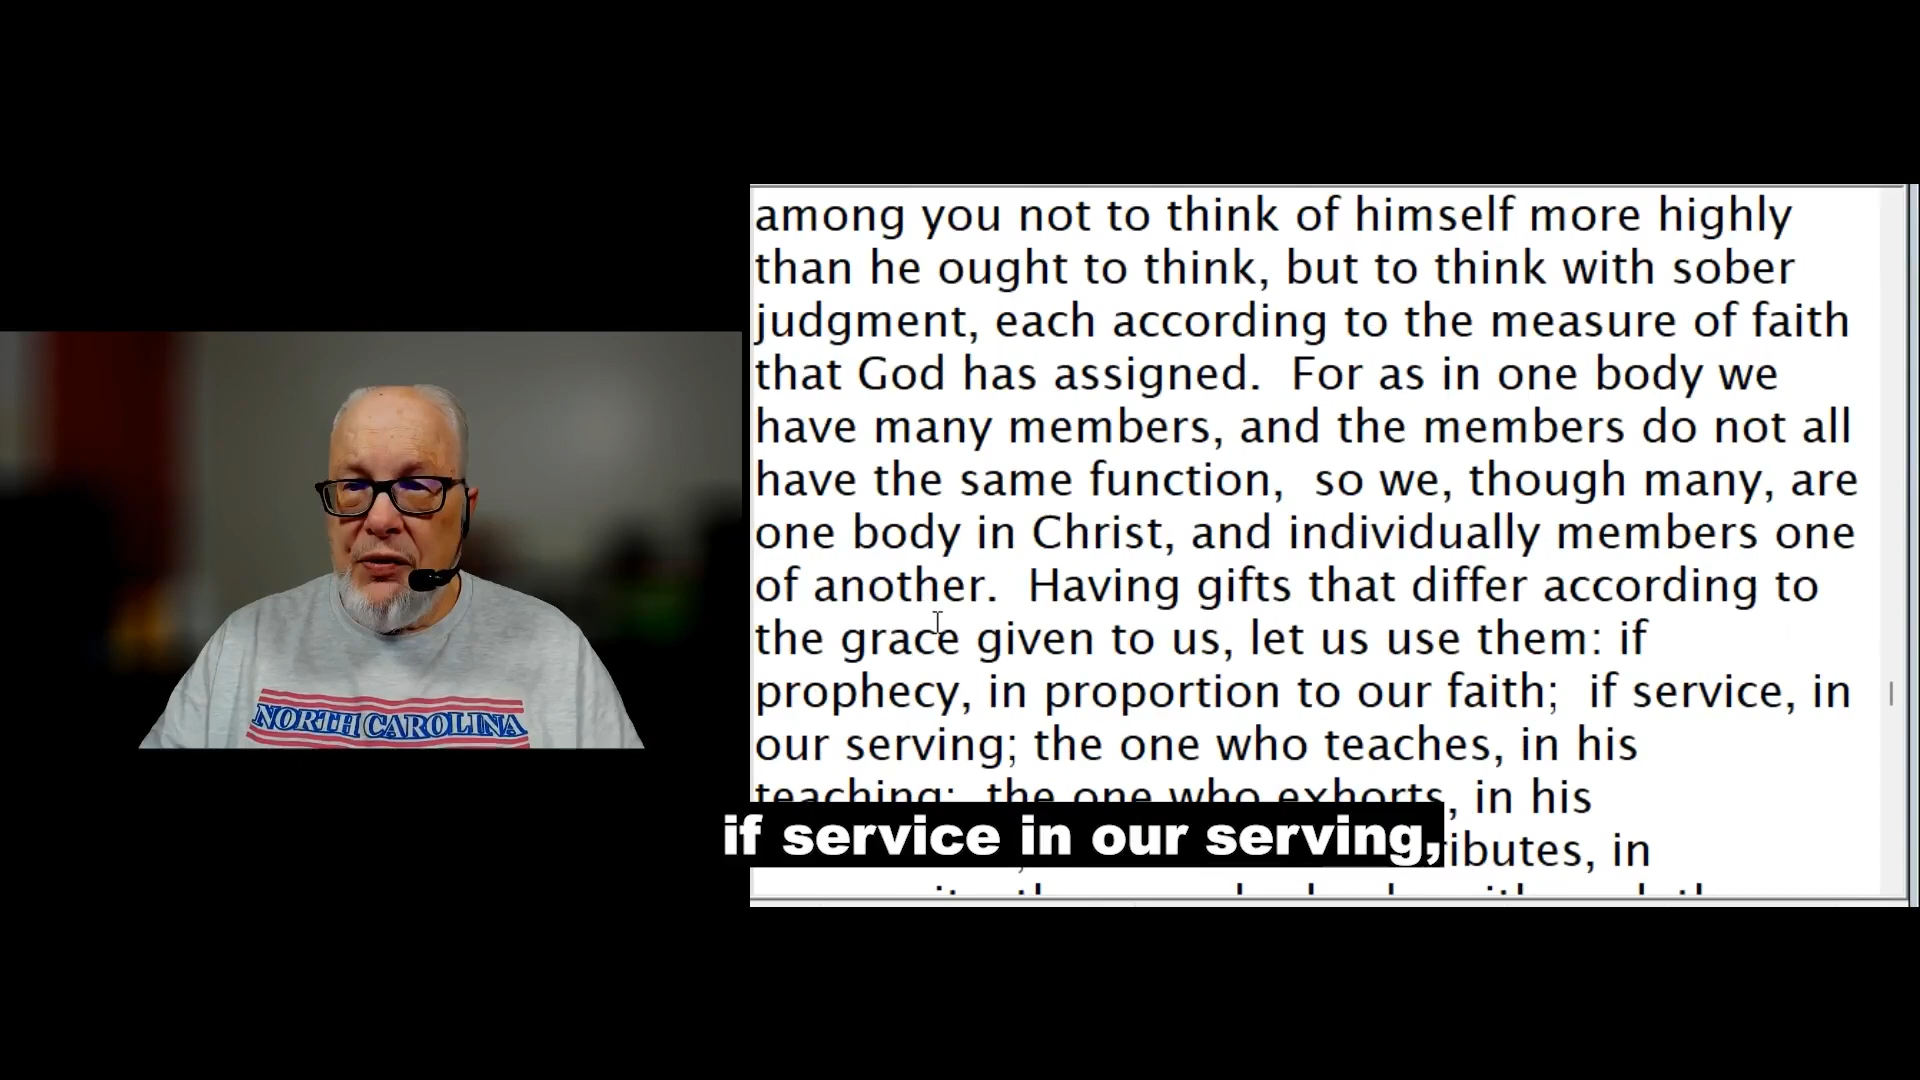 among you not to think of himself more highly
than he ought to think, but to think with sober
judgment, each according to the measure of faith
that God has assigned.  For as in one body we
have many members, and the members do not all
have the same function,  so we, though many, are
one body in Christ, and individually members one
of another.  Having gifts that differ according to
the grace given to us, let us use them: if
prophecy, in proportion to our faith;  if service, in
our serving; the one who teaches, in his
teaching;  the one who exhorts, in his
if service in our serving,
in
NORTH CAROLINA